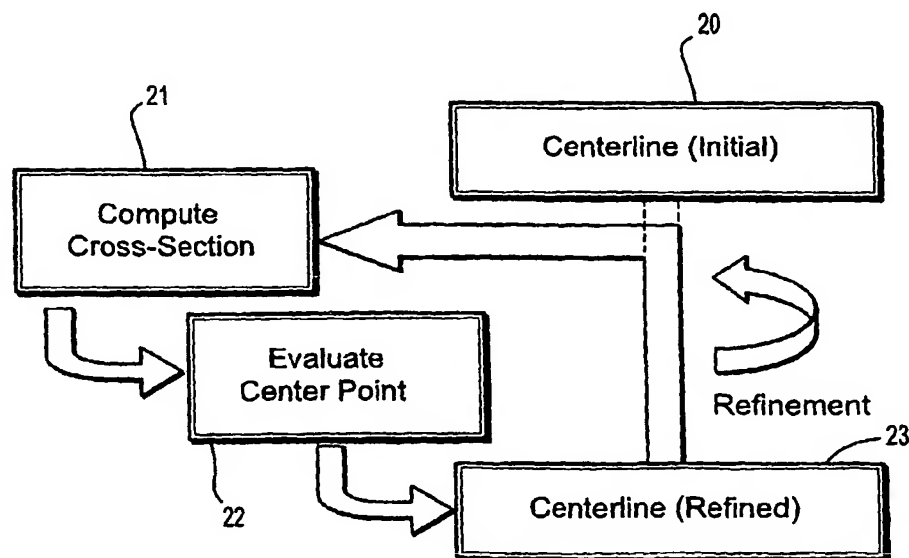 20
21
Centerline (Initial)
Compute
Cross-Section
Evaluate
Center Point
Refinement
23
22
Centerline (Refined)